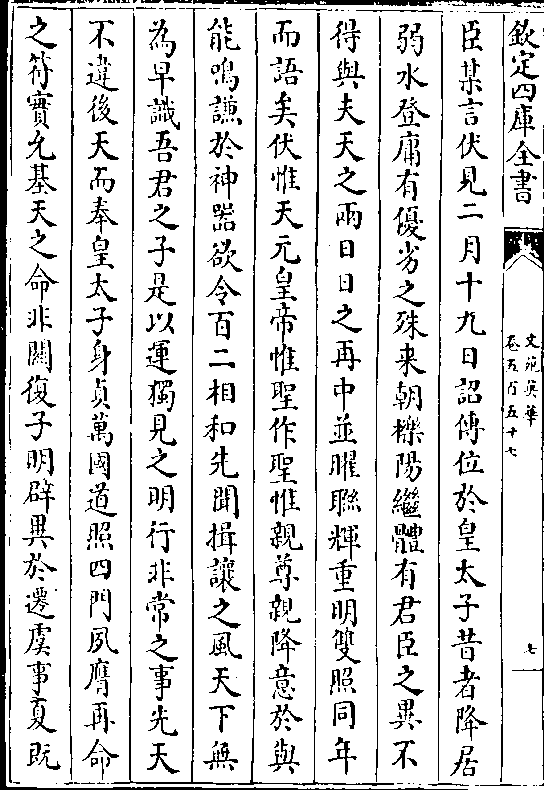 欽定四庫全書
文苑英華
卷五百五十七
七
臣某言伏見二月十九日詔傳位於皇太子昔者降居
弱水登庸有優劣之殊来朝櫟陽繼體有君臣之異不
得與夫天之兩日日之再中並曜聮輝重明雙照同年
而語矣伏惟天元皇帝惟聖作聖惟親尊親降意於與
能鳴謙於神器欲令百二相和先聞揖讓之風天下無
為早識吾君之子是以運獨見之明行非常之事先天
不違後天而奉皇太子身貞萬國道照四門夙膺再命
之符實允基天之命非闗復子明辟異於遷虞事夏既